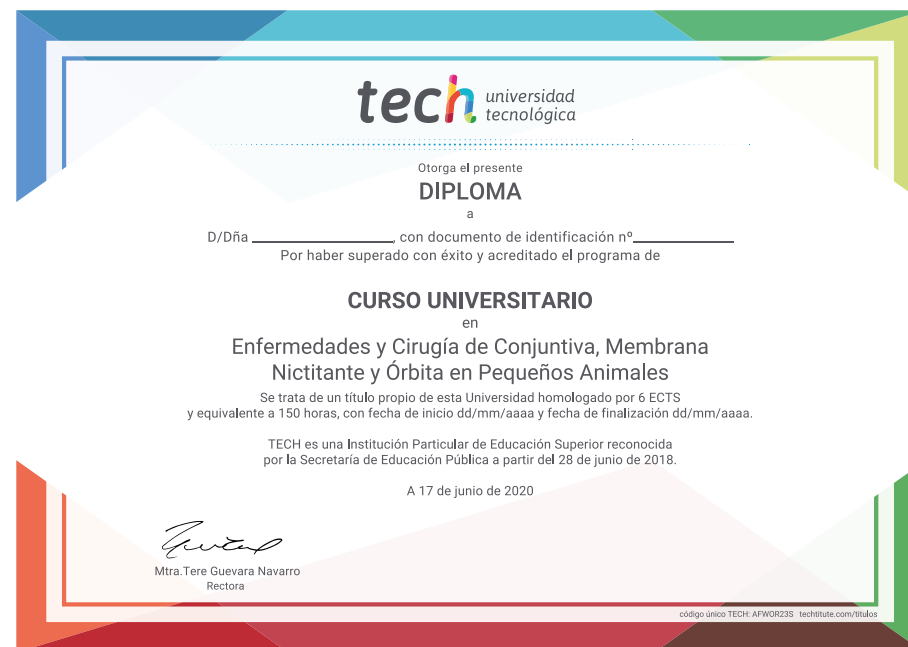 tech universidad
tecnológica
Otorga el presente
DIPLOMA
a
D/Dña ____________________, con documento de identificación nº______________
Por haber superado con éxito y acreditado el programa de
CURSO UNIVERSITARIO
en
Enfermedades y Cirugía de Conjuntiva, Membrana
Nictitante y Órbita en Pequeños Animales
Se trata de un título propio de esta Universidad homologado por 6 ECTS
y equivalente a 150 horas, con fecha de inicio dd/mm/aaaa y fecha de finalización dd/mm/aaaa.
TECH es una Institución Particular de Educación Superior reconocida
por la Secretaría de Educación Pública a partir del 28 de junio de 2018.
A 17 de junio de 2020
Mtra.Tere Guevara Navarro
Rectora
código único TECH: AFWOR23S techtitute.com/titulos